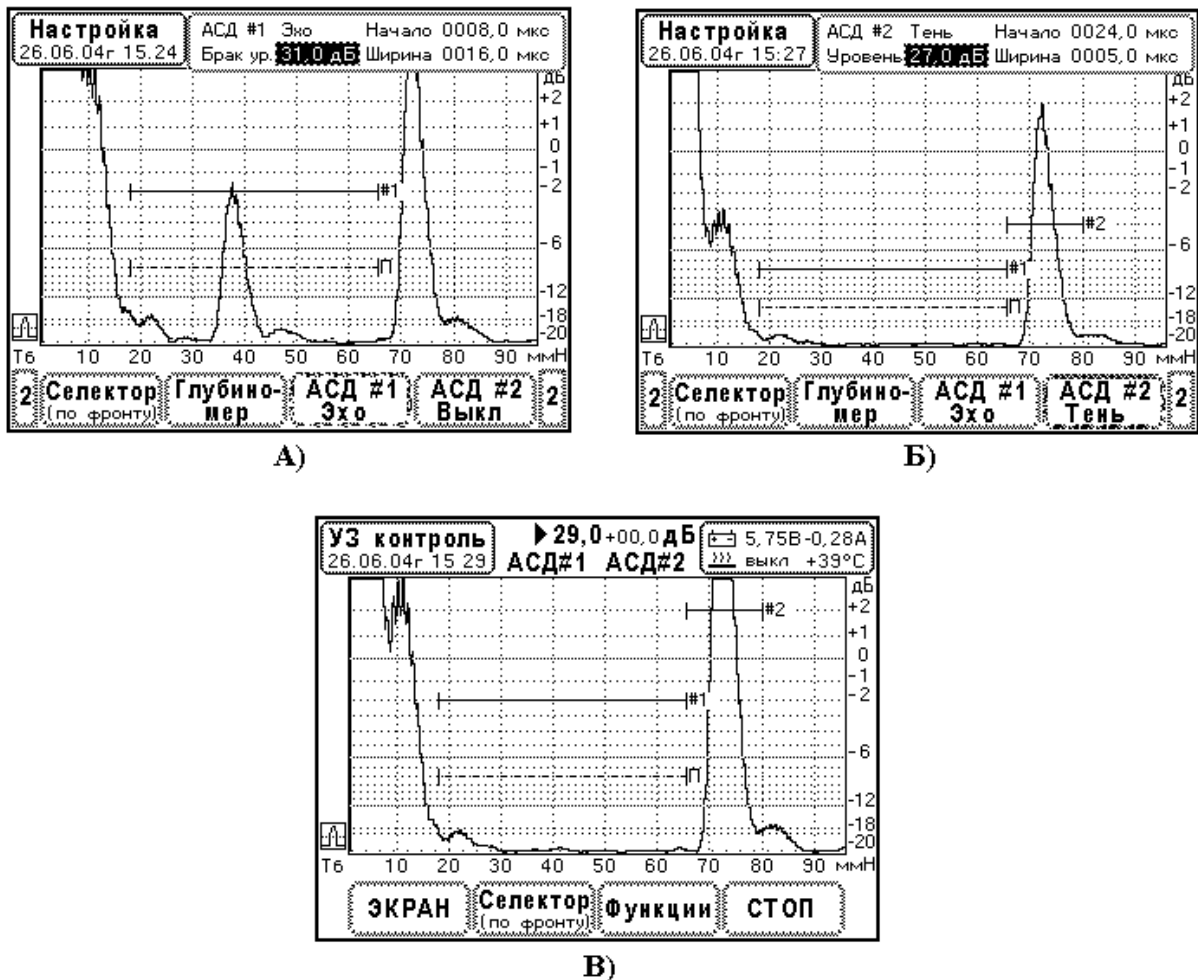 Настройка
26.06.04г 15.24
АСД #1 Эхо Начало 0008,0 мкс
Брак ур. 31,0 дБ Ширина 0016,0 мкс
дБ
+2
+1
0
-1
-2
#1
-6
П
-12
-18
-20
Тб 10 20 30 40 50 60 70 80 90 ммН
2 Селектор (по фронту) Глубино-мер АСД #1 Эхо АСД #2 Выкл 2
А)
Настройка
26.06.04г 15:27
АСД #2 Тень Начало 0024,0 мкс
Уровень 27,0 дБ Ширина 0005,0 мкс
дБ
+2
+1
0
-1
-2
#2
-6
#1
-12
П
-18
-20
Тб 10 20 30 40 50 60 70 80 90 ммН
2 Селектор (по фронту) Глубино-мер АСД #1 Эхо АСД #2 Тень 2
Б)
УЗ контроль
26.06.04г 15 29
29,0+00,0дБ
АСД#1 АСД#2
5,75В-0,28А
выкл +39°C
дБ
+2
#2
+1
0
-1
-2
#1
-6
П
-12
-18
-20
Тб 10 20 30 40 50 60 70 80 90 ммН
ЭКРАН Селектор (по фронту) Функции СТОП
В)